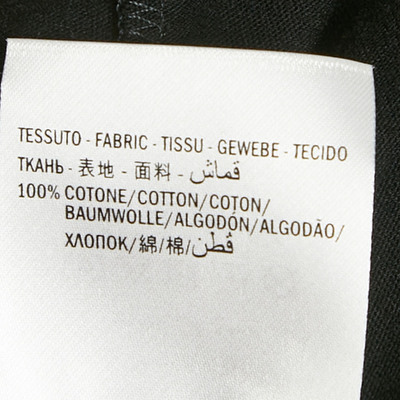 TESSUTO - FABRIC - TISSU - GEWEBE - TECIDO
ТКАНЬ - 表地 - 面料 - قماش
100% COTONE/COTTON/COTON/
BAUMWOLLE/ALGODÓN/ALGODÃO/
ХЛОПОК/綿/棉/قطن